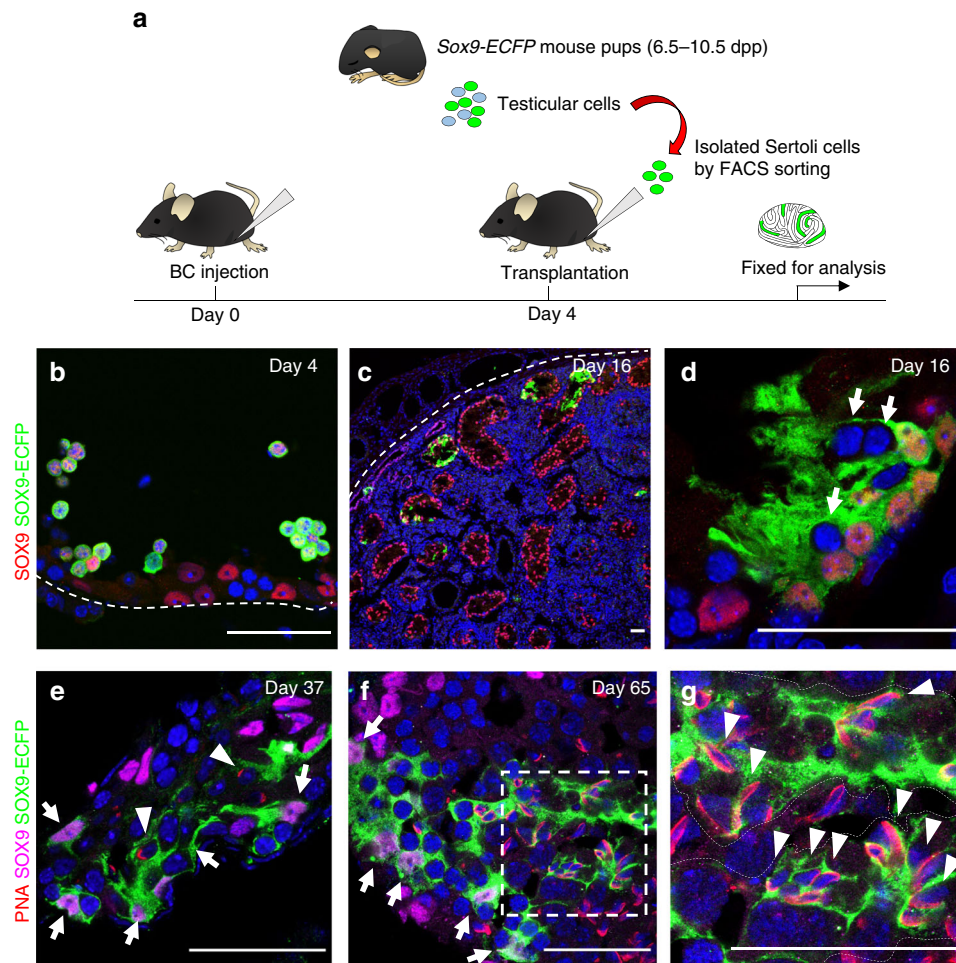 a
Sox9-ECFP mouse pups (6.5–10.5 dpp)
Testicular cells
Isolated Sertoli cells
by FACS sorting
BC injection
Transplantation
Fixed for analysis
Day 0
Day 4
SOX9 SOX9-ECFP
b
Day 4
c
Day 16
d
Day 16
PNA SOX9 SOX9-ECFP
e
Day 37
f
Day 65
g